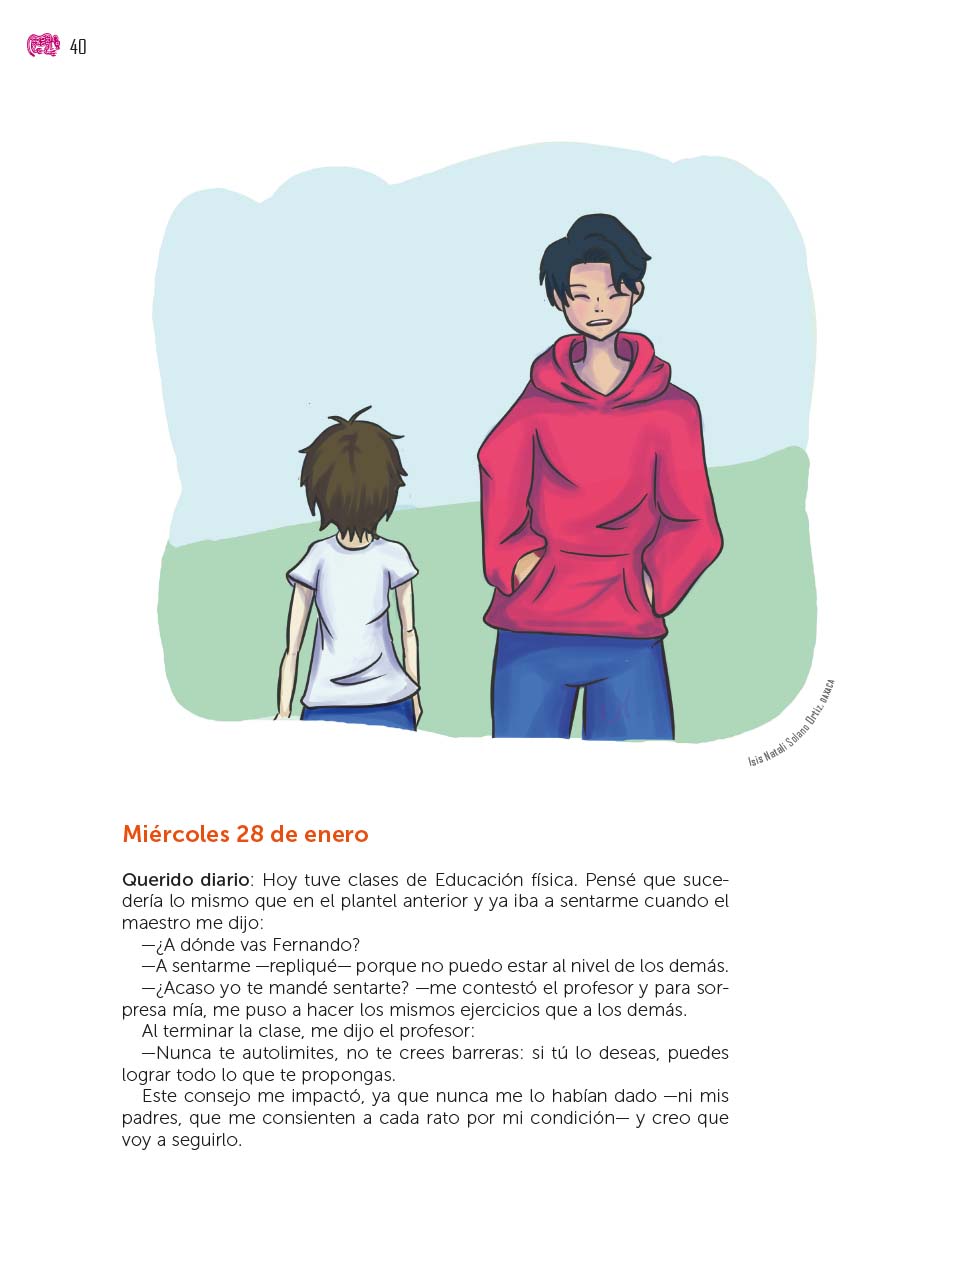 40
Isis Natali Solano Ortiz, OAXACA
Miércoles 28 de enero
Querido diario: Hoy tuve clases de Educación física. Pensé que suce-
dería lo mismo que en el plantel anterior y ya iba a sentarme cuando el
maestro me dijo:
—¿A dónde vas Fernando?
—A sentarme —repliqué— porque no puedo estar al nivel de los demás.
—¿Acaso yo te mandé sentarte? —me contestó el profesor y para sor-
presa mía, me puso a hacer los mismos ejercicios que a los demás.
Al terminar la clase, me dijo el profesor:
—Nunca te autolimites, no te crees barreras: si tú lo deseas, puedes
lograr todo lo que te propongas.
Este consejo me impactó, ya que nunca me lo habían dado —ni mis
padres, que me consienten a cada rato por mi condición— y creo que
voy a seguirlo.